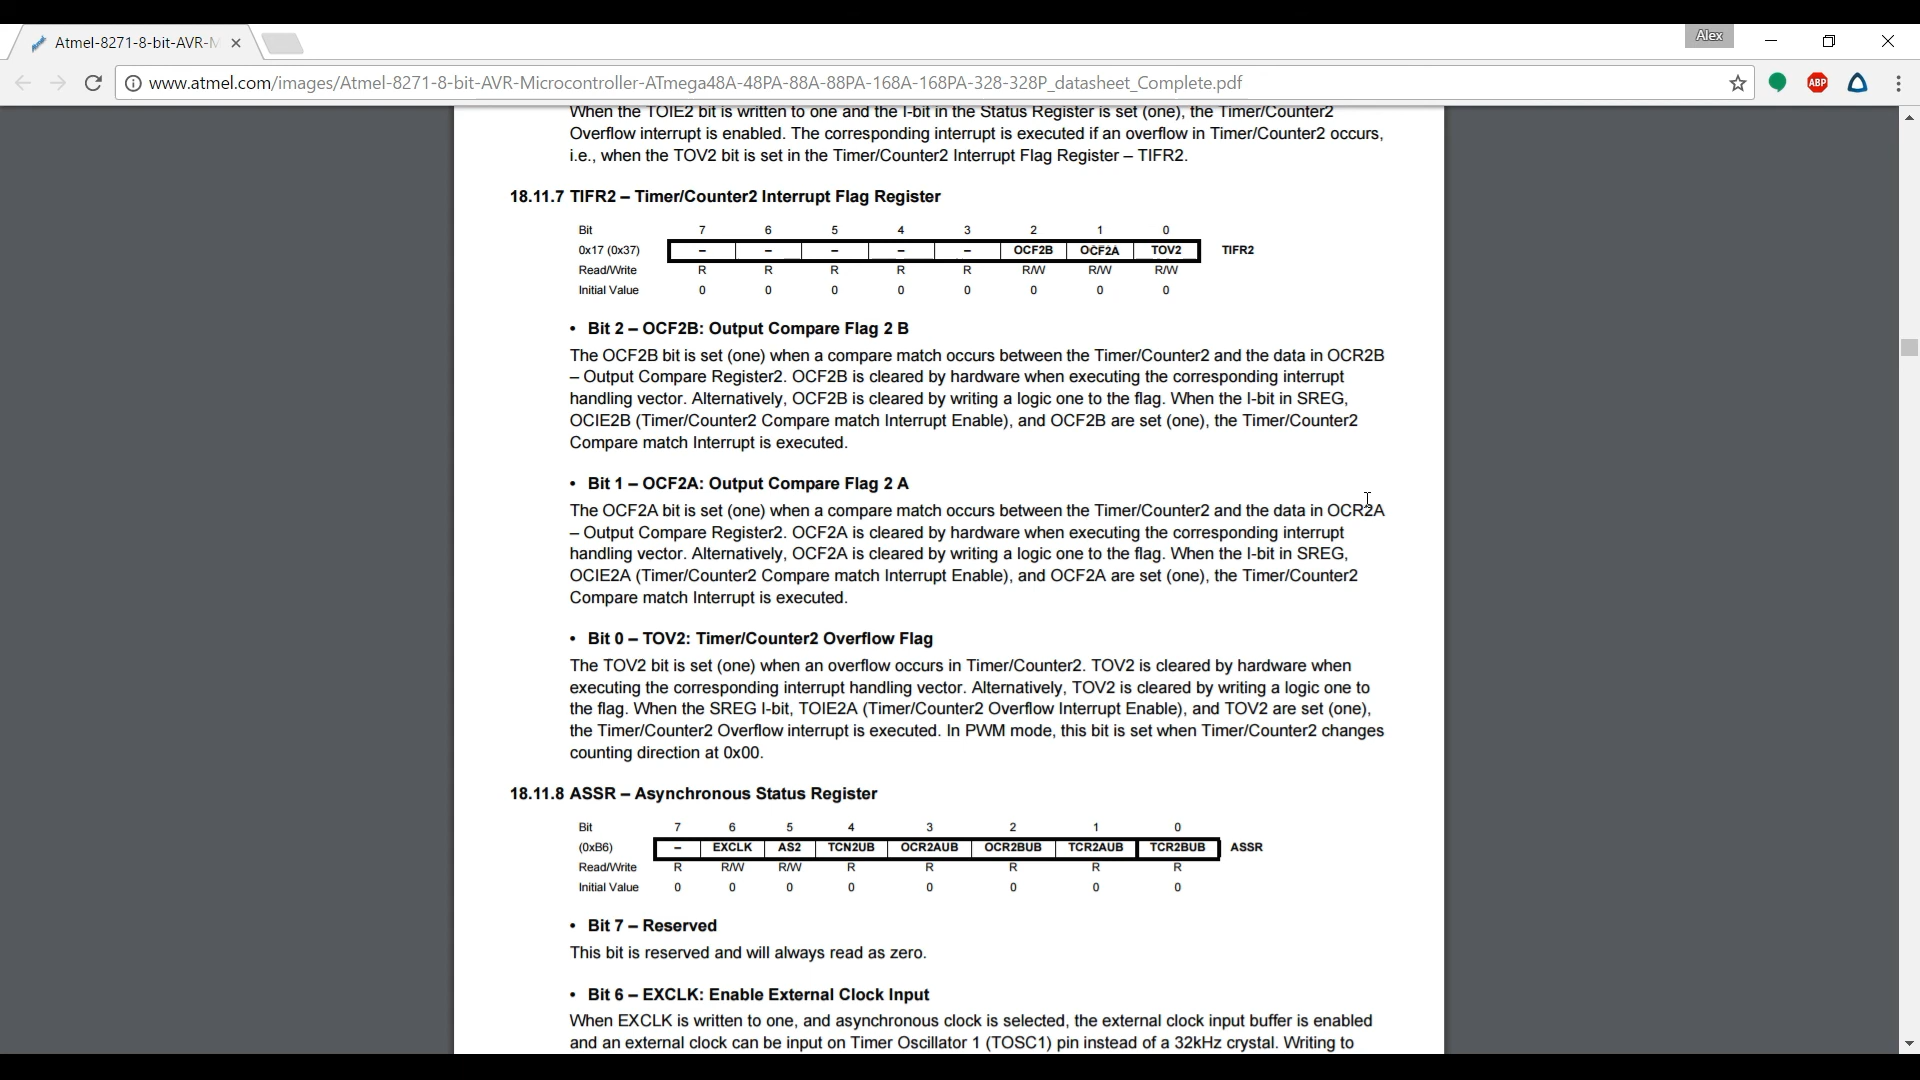 Atmel-8271-8-bit-AVR-M
Alex
www.atmel.com/images/Atmel-8271-8-bit-AVR-Microcontroller-ATmega48A-48PA-88A-88PA-168A-168PA-328-328P_datasheet_Complete.pdf
ABP
When the TOIE2 bit is written to one and the I-bit in the Status Register is set (one), the Timer/Counter2
Overflow interrupt is enabled. The corresponding interrupt is executed if an overflow in Timer/Counter2 occurs,
i.e., when the TOV2 bit is set in the Timer/Counter2 Interrupt Flag Register – TIFR2.
18.11.7 TIFR2 – Timer/Counter2 Interrupt Flag Register
Bit 7 6 5 4 3 2 1 0
0x17 (0x37) – – – – – OCF2B OCF2A TOV2 TIFR2
Read/Write R R R R R R/W R/W R/W
Initial Value 0 0 0 0 0 0 0 0
• Bit 2 – OCF2B: Output Compare Flag 2 B
The OCF2B bit is set (one) when a compare match occurs between the Timer/Counter2 and the data in OCR2B
– Output Compare Register2. OCF2B is cleared by hardware when executing the corresponding interrupt
handling vector. Alternatively, OCF2B is cleared by writing a logic one to the flag. When the I-bit in SREG,
OCIE2B (Timer/Counter2 Compare match Interrupt Enable), and OCF2B are set (one), the Timer/Counter2
Compare match Interrupt is executed.
• Bit 1 – OCF2A: Output Compare Flag 2 A
The OCF2A bit is set (one) when a compare match occurs between the Timer/Counter2 and the data in OCR2A
– Output Compare Register2. OCF2A is cleared by hardware when executing the corresponding interrupt
handling vector. Alternatively, OCF2A is cleared by writing a logic one to the flag. When the I-bit in SREG,
OCIE2A (Timer/Counter2 Compare match Interrupt Enable), and OCF2A are set (one), the Timer/Counter2
Compare match Interrupt is executed.
• Bit 0 – TOV2: Timer/Counter2 Overflow Flag
The TOV2 bit is set (one) when an overflow occurs in Timer/Counter2. TOV2 is cleared by hardware when
executing the corresponding interrupt handling vector. Alternatively, TOV2 is cleared by writing a logic one to
the flag. When the SREG I-bit, TOIE2A (Timer/Counter2 Overflow Interrupt Enable), and TOV2 are set (one),
the Timer/Counter2 Overflow interrupt is executed. In PWM mode, this bit is set when Timer/Counter2 changes
counting direction at 0x00.
18.11.8 ASSR – Asynchronous Status Register
Bit 7 6 5 4 3 2 1 0
(0xB6) – EXCLK AS2 TCN2UB OCR2AUB OCR2BUB TCR2AUB TCR2BUB ASSR
Read/Write R R/W R/W R R R R R
Initial Value 0 0 0 0 0 0 0 0
• Bit 7 – Reserved
This bit is reserved and will always read as zero.
• Bit 6 – EXCLK: Enable External Clock Input
When EXCLK is written to one, and asynchronous clock is selected, the external clock input buffer is enabled
and an external clock can be input on Timer Oscillator 1 (TOSC1) pin instead of a 32kHz crystal. Writing to